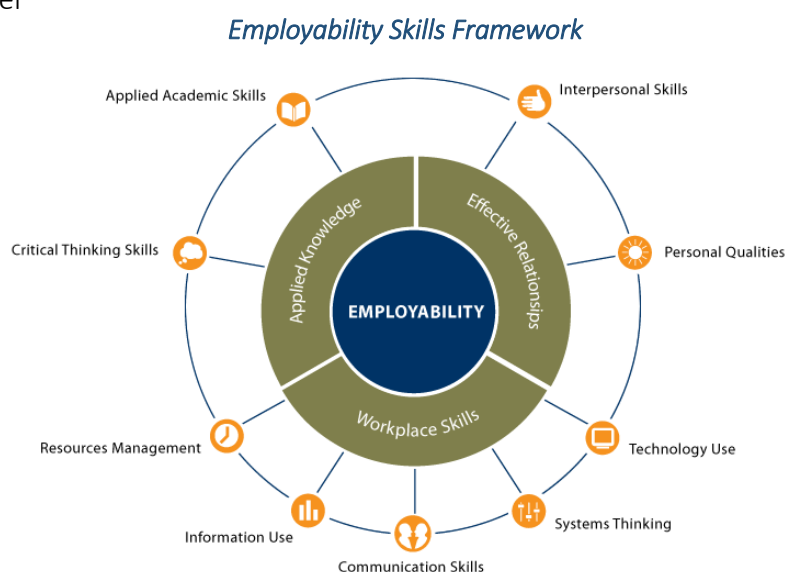 Employability Skills Framework
Applied Academic Skills
Interpersonal Skills
Applied Knowledge
Effective Relationsips
Critical Thinking Skills
Personal Qualities
EMPLOYABILITY
Workplace Skills
Resources Management
Technology Use
Information Use
Systems Thinking
Communication Skills